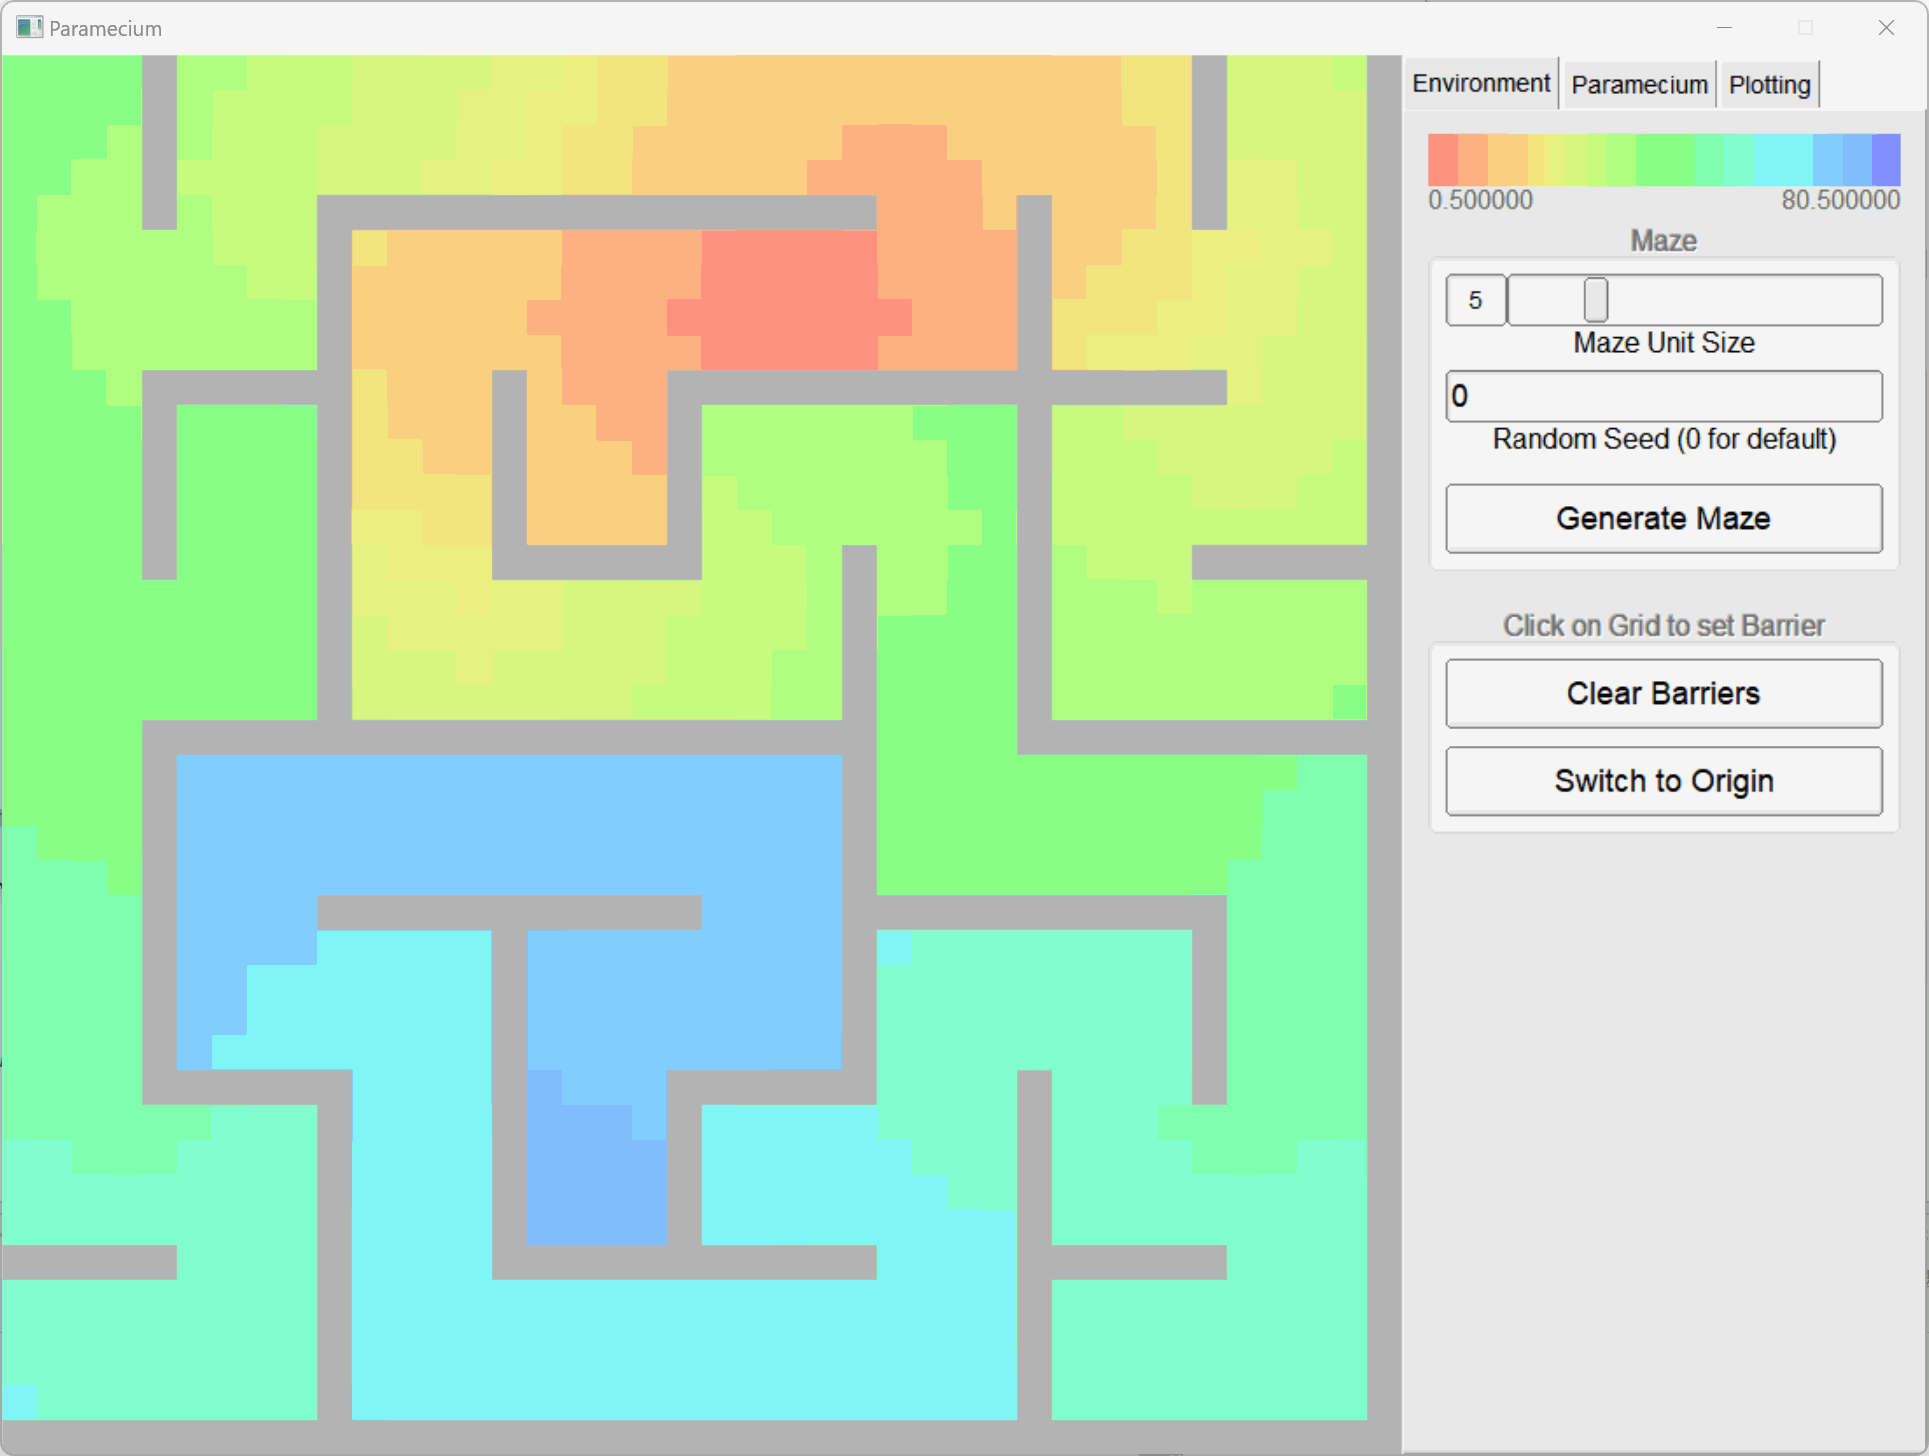 Paramecium
Environment Paramecium Plotting
0.500000 80.500000
Maze
5
Maze Unit Size
0
Random Seed (0 for default)
Generate Maze
Click on Grid to set Barrier
Clear Barriers
Switch to Origin